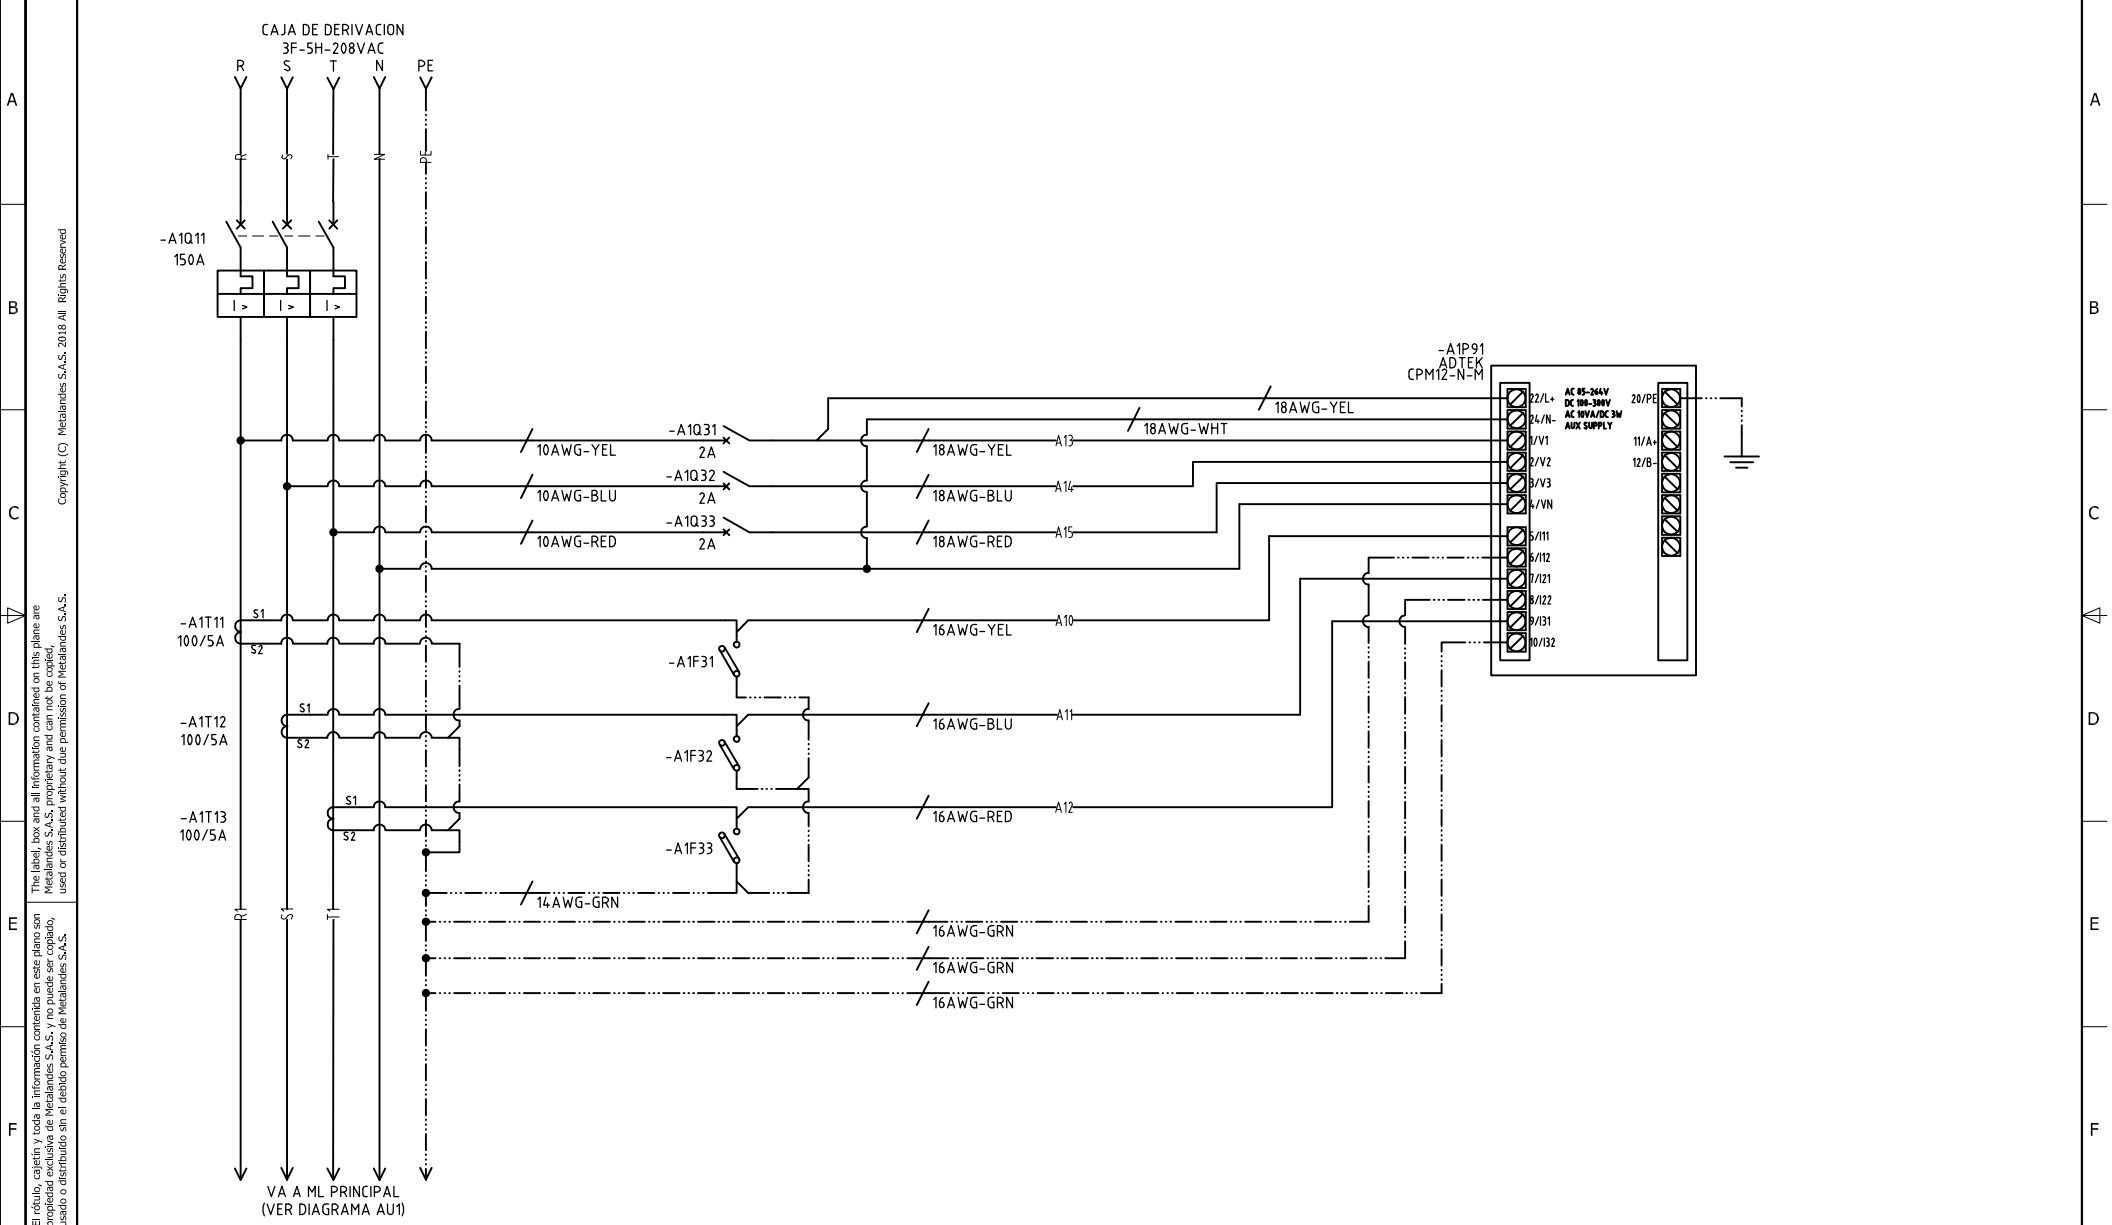 CAJA DE DERIVACION
3F-5H-208VAC
R S T N PE
A
A
R S T N PE
-A1Q11
150A
I > I > I >
B
B
-A1P91
ADTEK
CPM12-N-M
22/L+
24/N-
1/V1
2/V2
3/V3
4/VN
5/I11
6/I12
7/I21
8/I22
9/I31
10/I32
AC 85-264V
DC 100-300V
AC 10VA/DC 3W
AUX SUPPLY
20/PE
11/A+
12/B-
18AWG-YEL
18AWG-WHT
10AWG-YEL
-A1Q31
2A
18AWG-YEL
A13
10AWG-BLU
-A1Q32
2A
18AWG-BLU
A14
10AWG-RED
-A1Q33
2A
18AWG-RED
A15
C
C
-A1T11
100/5A
S1
S2
-A1F31
16AWG-YEL
A10
-A1T12
100/5A
S1
S2
-A1F32
16AWG-BLU
A11
D
D
-A1T13
100/5A
S1
S2
-A1F33
16AWG-RED
A12
14AWG-GRN
16AWG-GRN
16AWG-GRN
16AWG-GRN
R1 S1 T1
E
E
F
F
VA A ML PRINCIPAL
(VER DIAGRAMA AU1)
Copyright (C) Metalandes S.A.S. 2018 All Rights Reserved
The label, box and all information contained on this plane are
Metalandes S.A.S. proprietary and can not be copied,
used or distributed without due permission of Metalandes S.A.S.
El rótulo, cajetín y toda la información contenida en este plano son
propiedad exclusiva de Metalandes S.A.S. y no puede ser copiado,
usado o distribuído sin el debido permiso de Metalandes S.A.S.